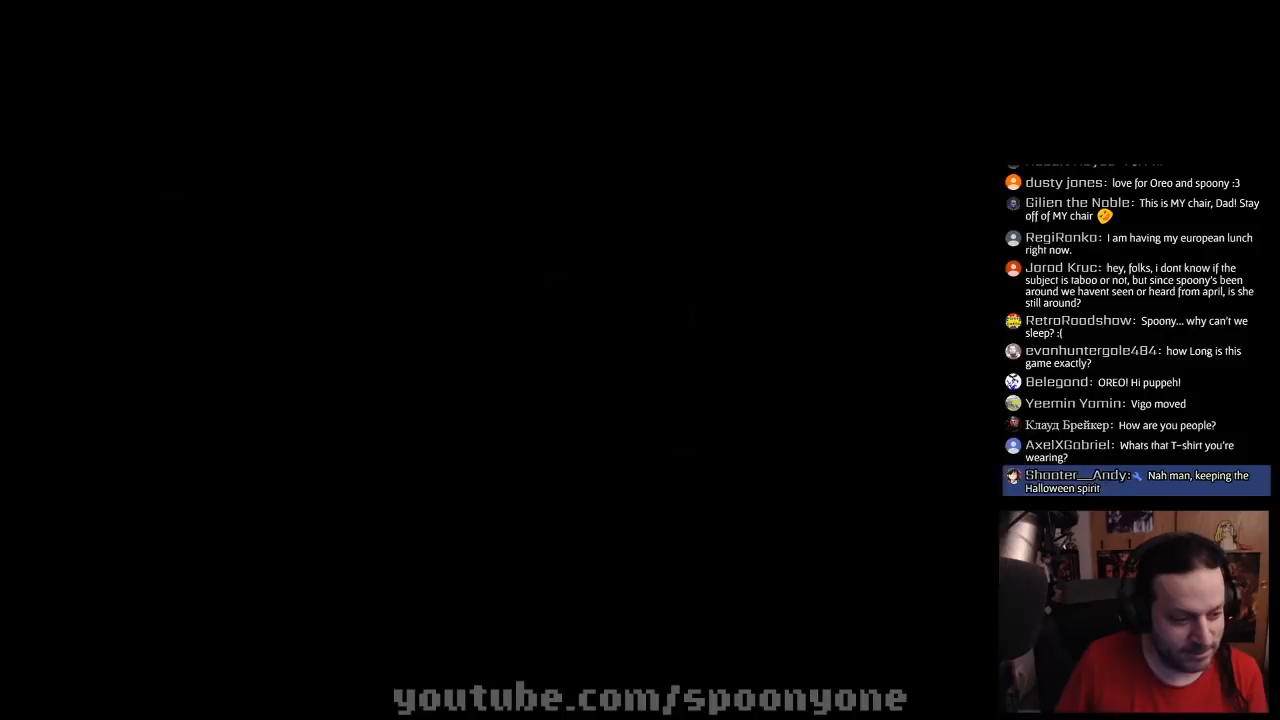 dusty jones: love for Oreo and spoony :3
Gilien the Noble: This is MY chair, Dad! Stay
off of MY chair
RegiRanka: I am having my european lunch
right now.
Jarad Kruc: hey, folks, i dont know if the
subject is taboo or not, but since spoony's been
around we havent seen or heard from april, is she
still around?
RetroRoadshow: Spoony... why can't we
sleep? :(
evanhuntergale484: how Long is this
game exactly?
Belegond: OREO! Hi puppeh!
Yeemin Yamin: Vigo moved
Клауд Брейкер: How are you people?
AxelXGabriel: Whats that T-shirt you're
wearing?
Shooter__Andy: Nah man, keeping the
Halloween spirit
youtube.com/spoonyone